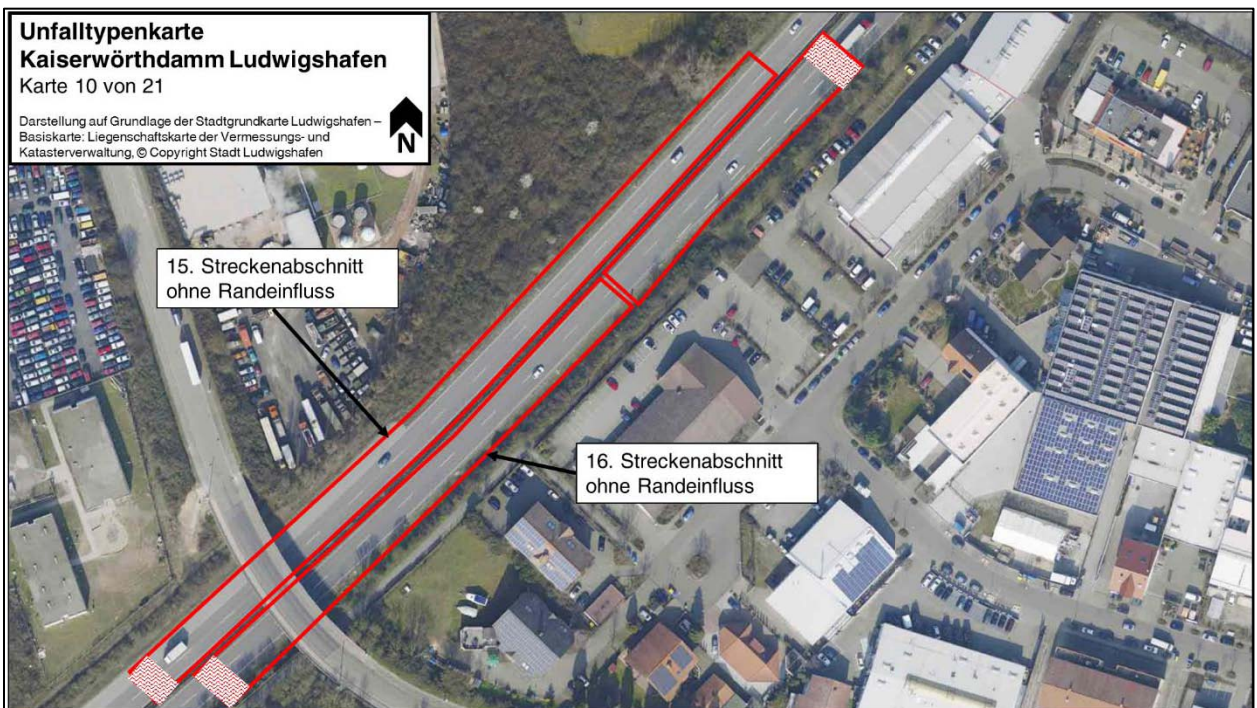 Unfalltypenkarte
Kaiserwörthdamm Ludwigshafen
Karte 10 von 21
Darstellung auf Grundlage der Stadtgrundkarte Ludwigshafen –
Basiskarte: Liegenschaftskarte der Vermessungs- und
Katasterverwaltung, © Copyright Stadt Ludwigshafen
N
15. Streckenabschnitt
ohne Randeinfluss
16. Streckenabschnitt
ohne Randeinfluss